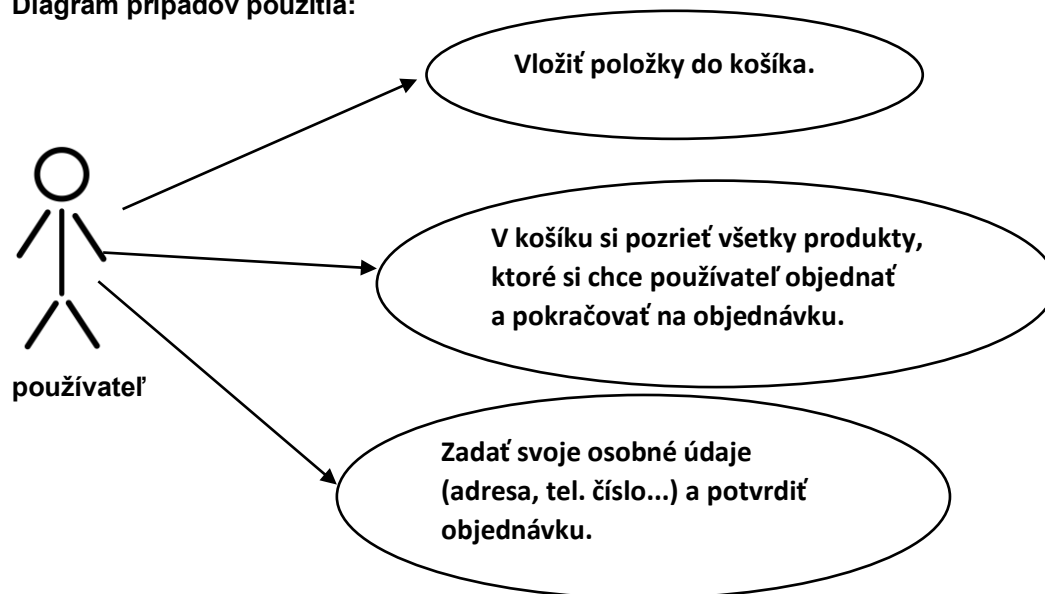 Diagram prípadov použitia:
Vložiť položky do košíka.
V košíku si pozrieť všetky produkty,
ktoré si chce používateľ objednať
a pokračovať na objednávku.
používateľ
Zadať svoje osobné údaje
(adresa, tel. číslo...) a potvrdiť
objednávku.